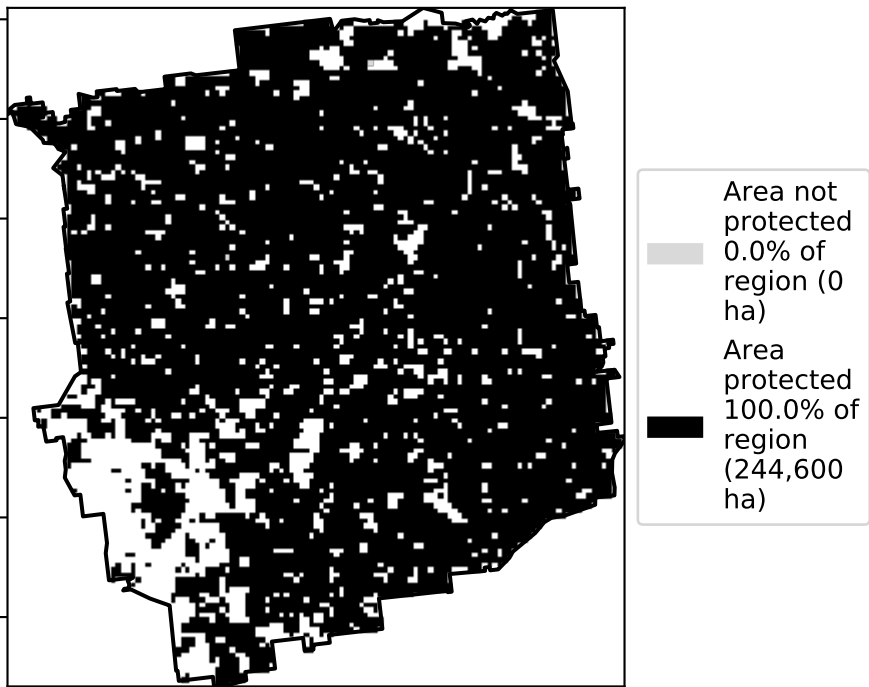 Area not
protected
0.0% of
region (0
ha)
Area
protected
100.0% of
region
(244,600
ha)